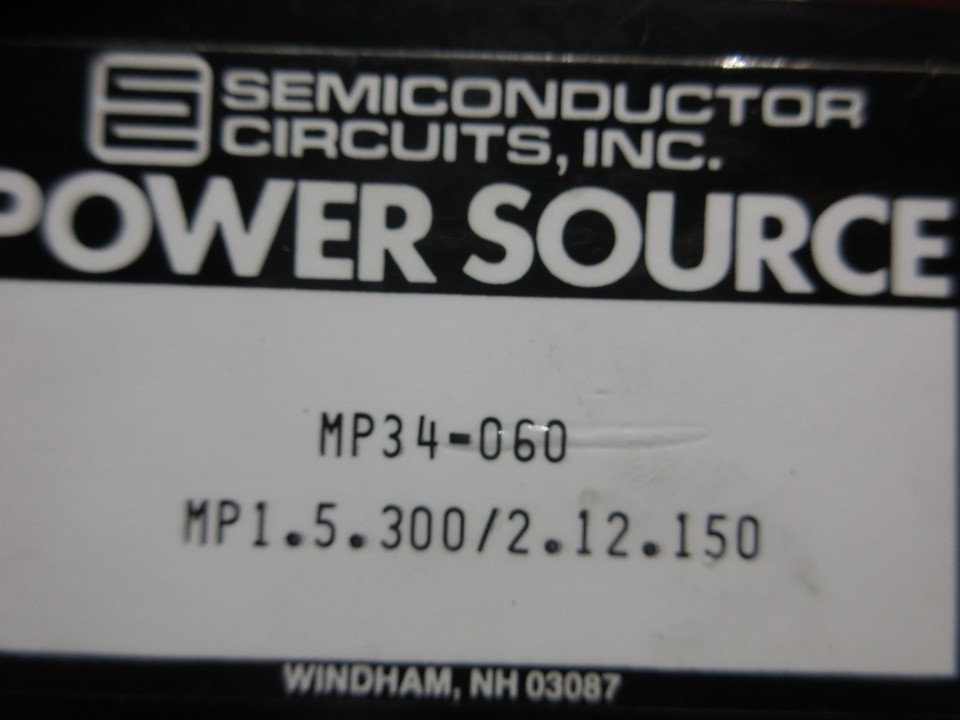 SEMICONDUCTOR
CIRCUITS, INC.
POWER SOURCE
MP34-060
MP1.5.300/2.12.150
WINDHAM, NH 03087